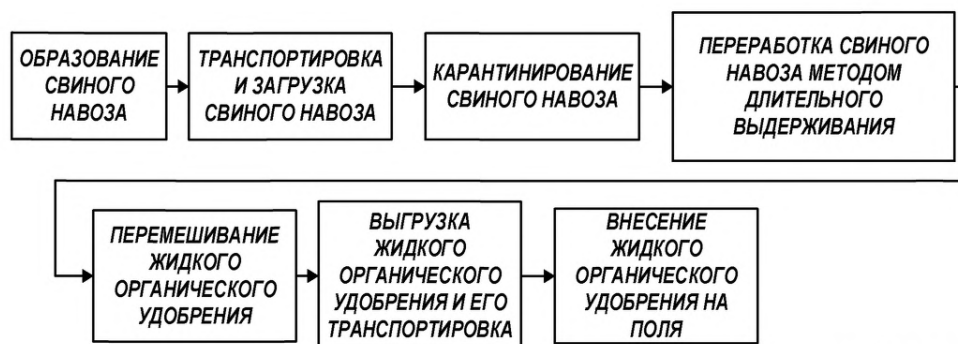 ОБРАЗОВАНИЕ
СВИНОГО
НАВОЗА
ТРАНСПОРТИРОВКА
И ЗАГРУЗКА
СВИНОГО НАВОЗА
КАРАНТИНИРОВАНИЕ
СВИНОГО НАВОЗА
ПЕРЕРАБОТКА СВИНОГО
НАВОЗА МЕТОДОМ
ДЛИТЕЛЬНОГО
ВЫДЕРЖИВАНИЯ
ПЕРЕМЕШИВАНИЕ
ЖИДКОГО
ОРГАНИЧЕСКОГО
УДОБРЕНИЯ
ВЫГРУЗКА
ЖИДКОГО
ОРГАНИЧЕСКОГО
УДОБРЕНИЯ И ЕГО
ТРАНСПОРТИРОВКА
ВНЕСЕНИЕ
ЖИДКОГО
ОРГАНИЧЕСКОГО
УДОБРЕНИЯ НА
ПОЛЯ